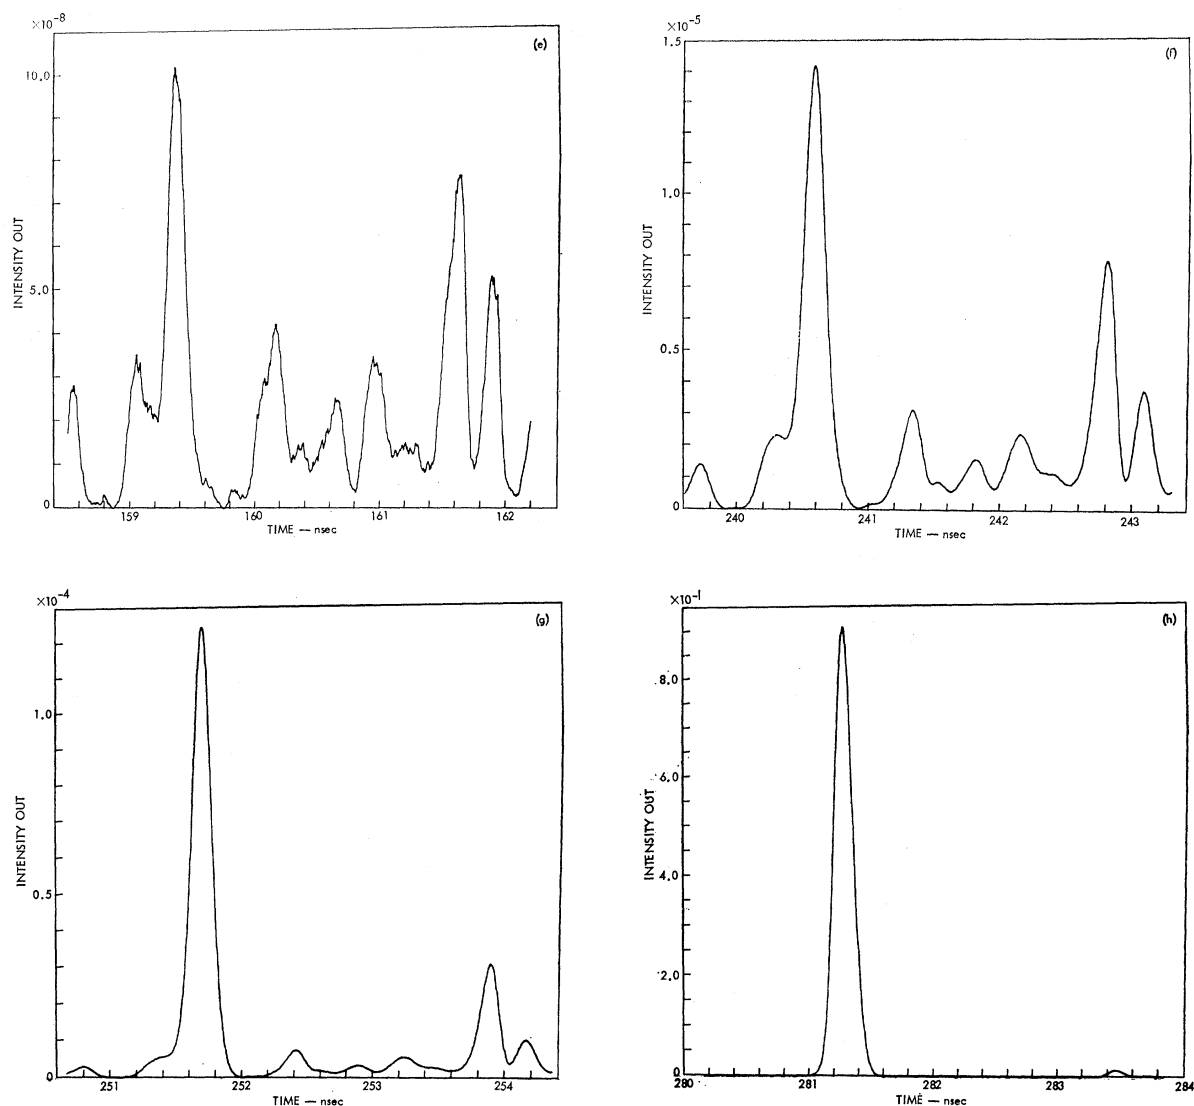 ×10⁻⁸
(e)
10.0
5.0
0
INTENSITY OUT
159 160 161 162
TIME — nsec
×10⁻⁵
(f)
1.5
1.0
0.5
0
INTENSITY OUT
240 241 242 243
TIME — nsec
×10⁻⁴
(g)
1.0
0.5
0
INTENSITY OUT
251 252 253 254
TIME — nsec
×10⁻¹
(h)
8.0
6.0
4.0
2.0
0
INTENSITY OUT
280 281 282 283 284
TIME — nsec